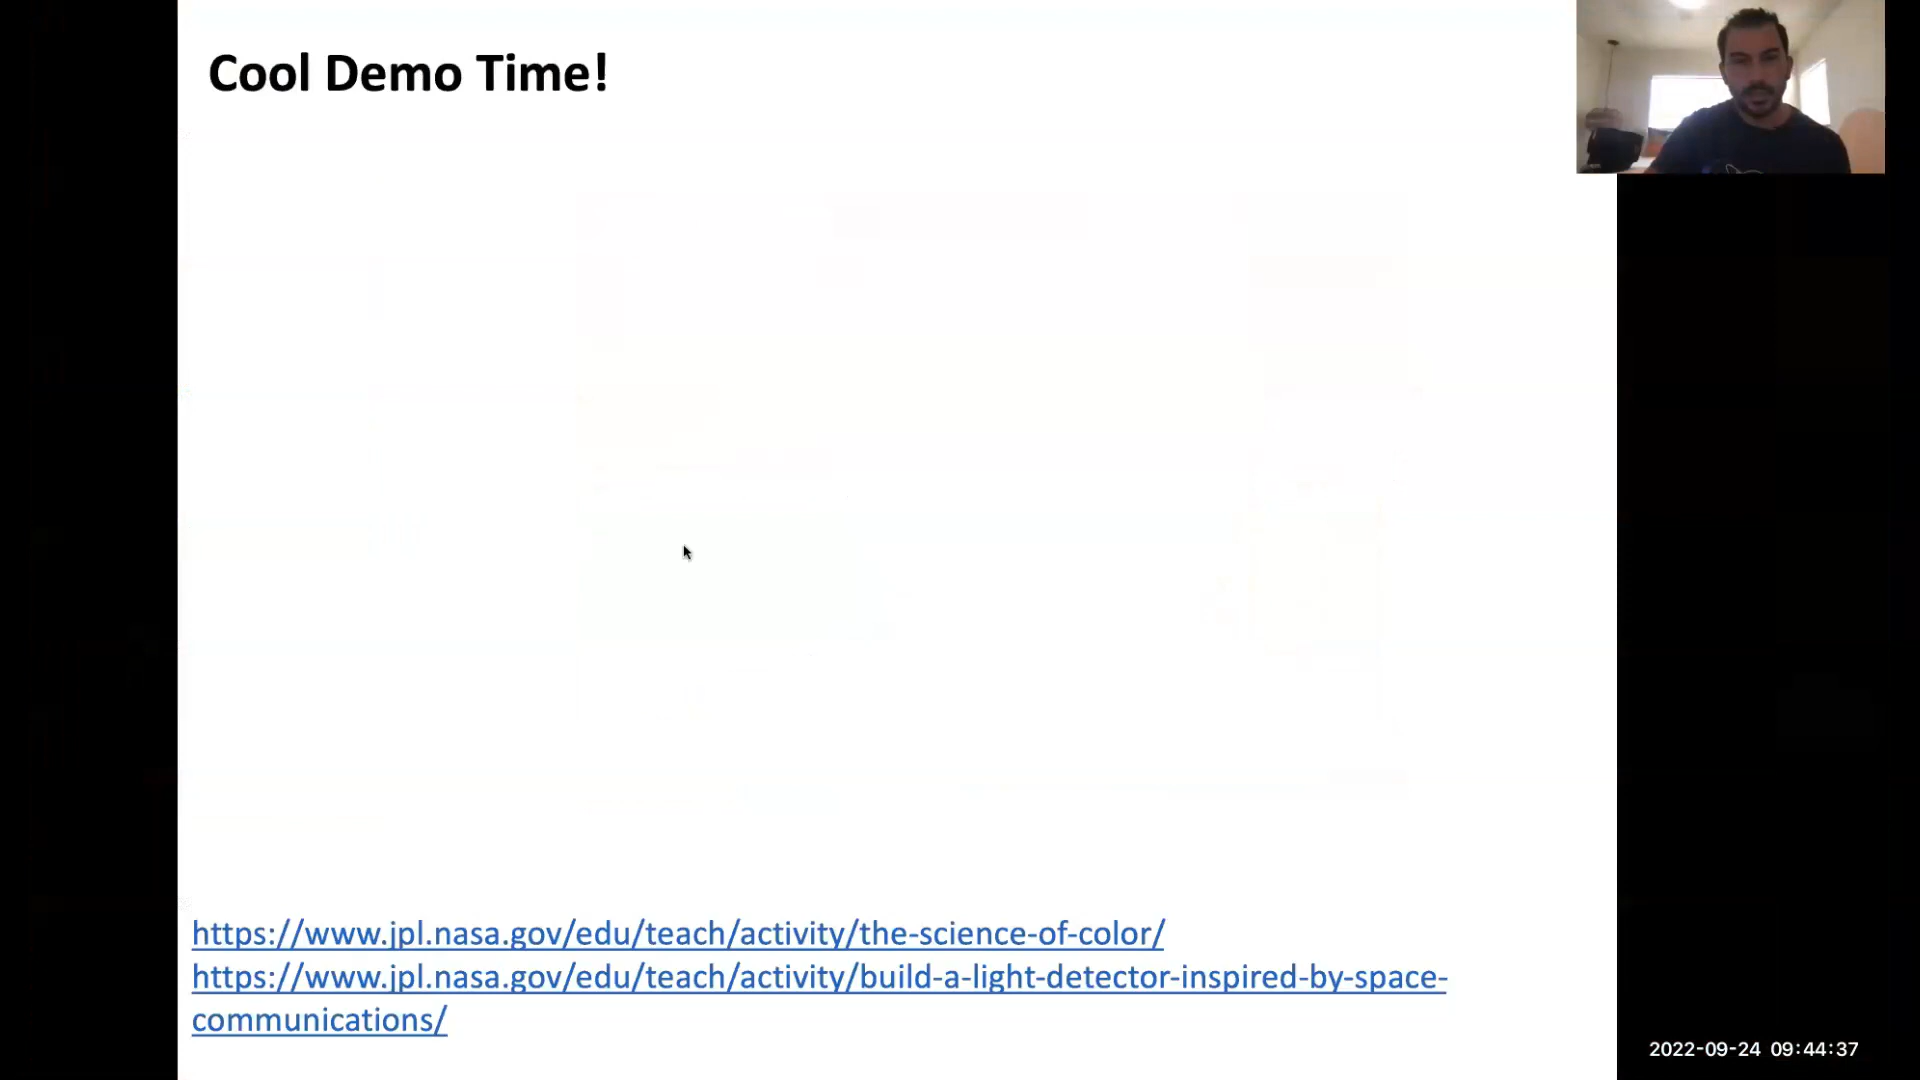 Cool Demo Time!
https://www.jpl.nasa.gov/edu/teach/activity/the-science-of-color/
https://www.jpl.nasa.gov/edu/teach/activity/build-a-light-detector-inspired-by-space-
communications/
2022-09-24 09:44:37